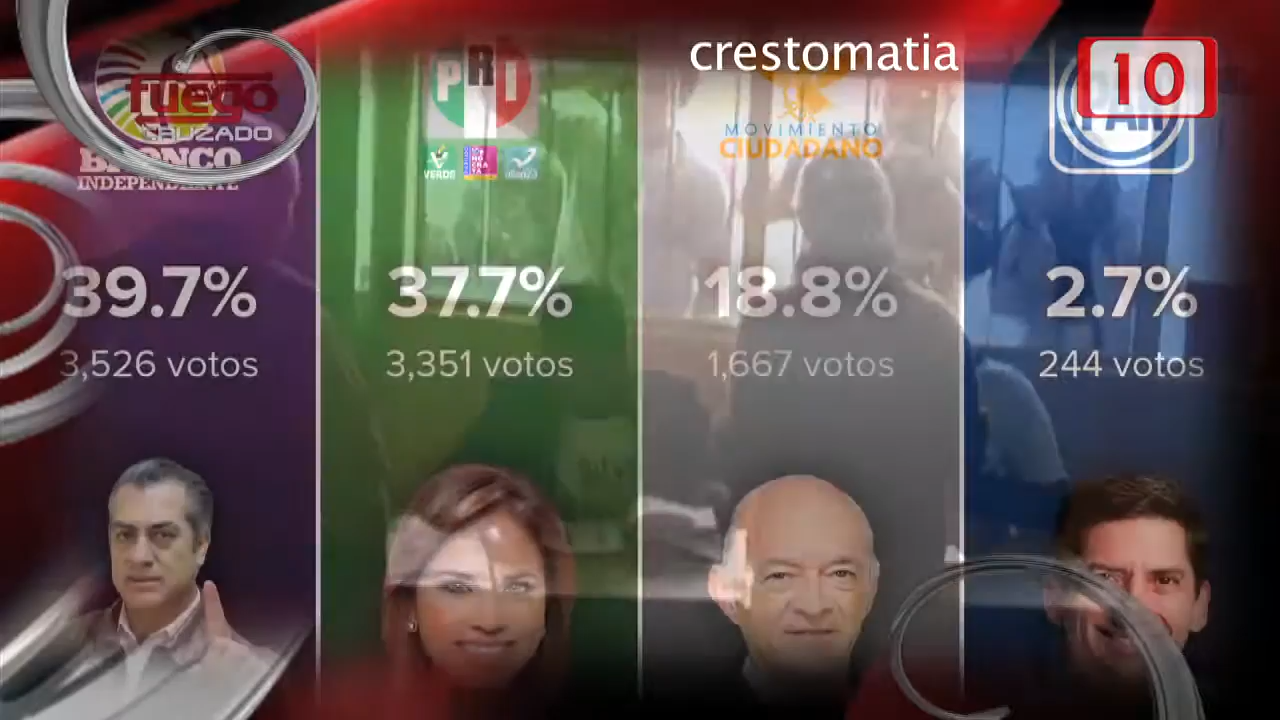 crestomatia
10
fuego
CRUZADO
BRONCO
INDEPENDIENTE
PRI
VERDE
MOVIMIENTO
CIUDADANO
PAN
39.7%
3,526 votos
37.7%
3,351 votos
18.8%
1,667 votos
2.7%
244 votos